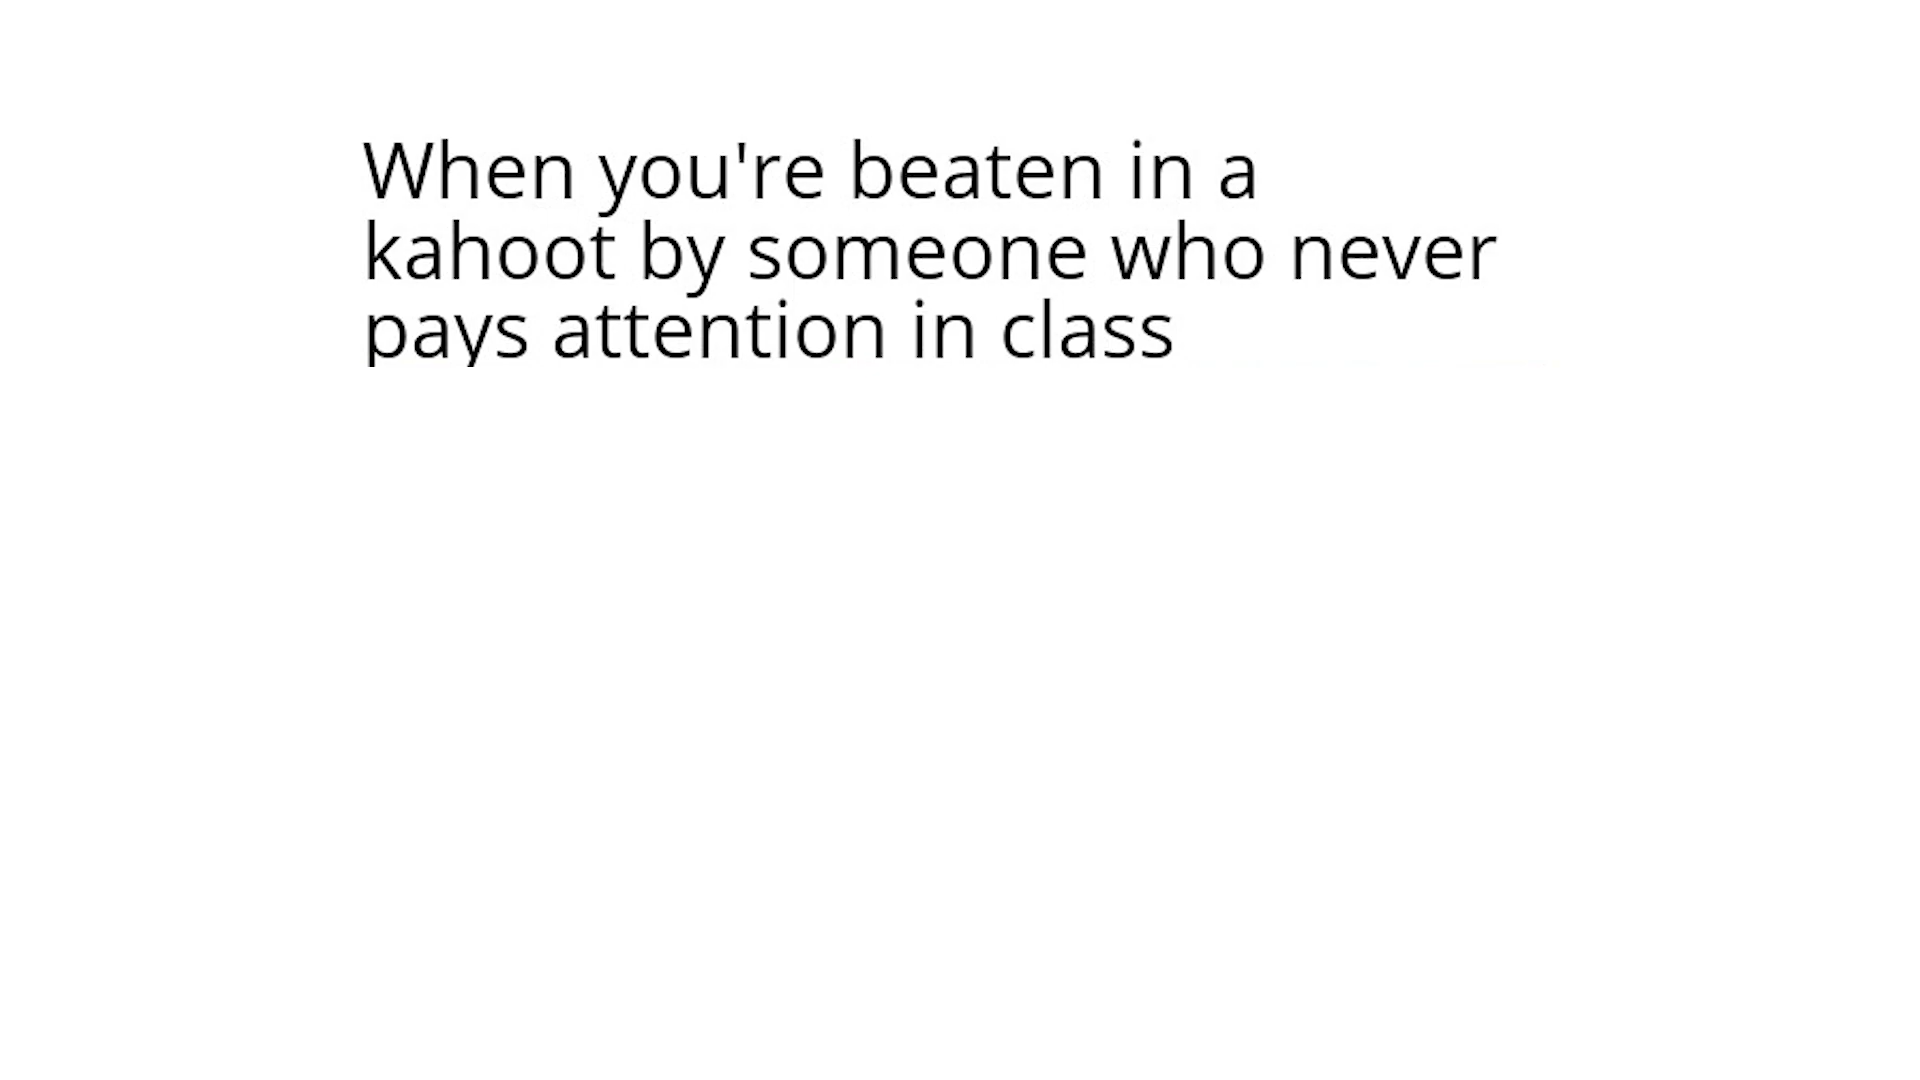 When you're beaten in a
kahoot by someone who never
pays attention in class